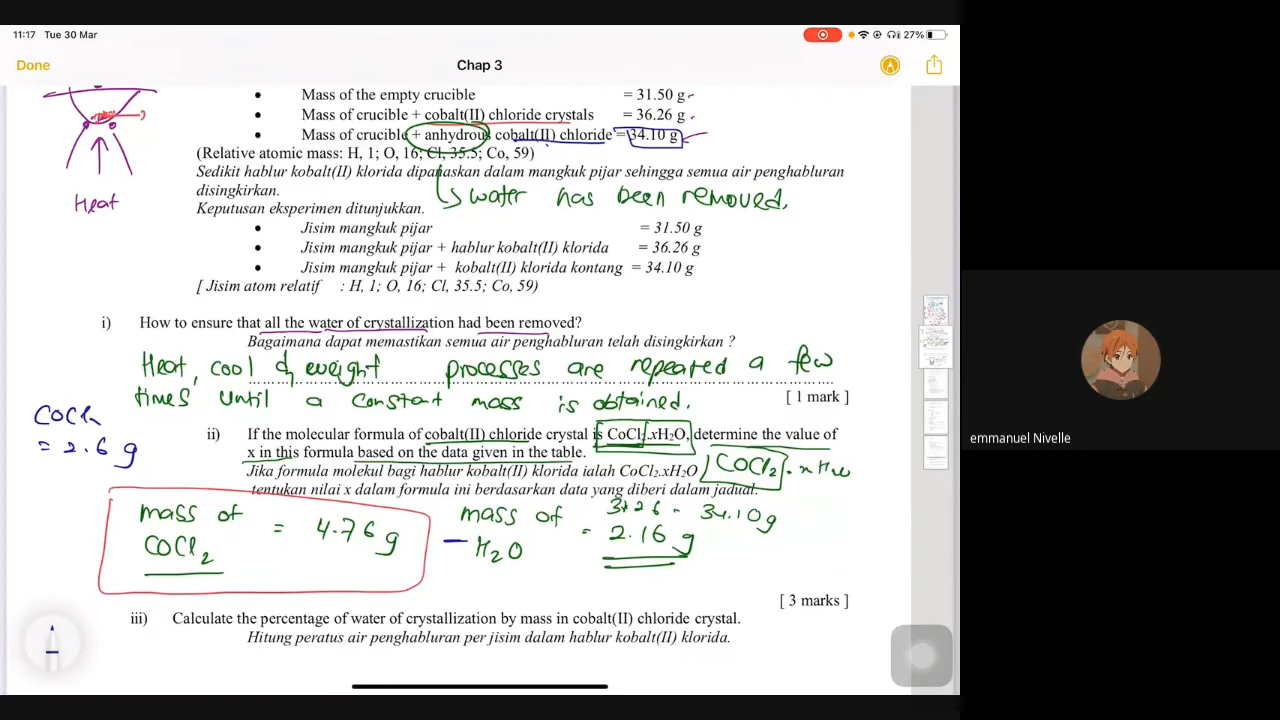 11:17 Tue 30 Mar
27%
Done
Chap 3
• Mass of the empty crucible = 31.50 g
• Mass of crucible + cobalt(II) chloride crystals = 36.26 g
• Mass of crucible + anhydrous cobalt(II) chloride = 34.10 g
(Relative atomic mass: H, 1; O, 16; Cl, 35.5; Co, 59)
Sedikit hablur kobalt(II) klorida dipanaskan dalam mangkuk pijar sehingga semua air penghabluran
disingkirkan.
water has been removed.
Heat
Keputusan eksperimen ditunjukkan.
• Jisim mangkuk pijar = 31.50 g
• Jisim mangkuk pijar + hablur kobalt(II) klorida = 36.26 g
• Jisim mangkuk pijar + kobalt(II) klorida kontang = 34.10 g
[ Jisim atom relatif : H, 1; O, 16; Cl, 35.5; Co, 59)
i) How to ensure that all the water of crystallization had been removed?
Bagaimana dapat memastikan semua air penghabluran telah disingkirkan ?
Heat, cool & weight processes are repeated a few
[ 1 mark ]
times until a constant mass is obtained.
COCl2
= 2.6 g
ii) If the molecular formula of cobalt(II) chloride crystal is CoCl2.xH2O, determine the value of
x in this formula based on the data given in the table.
Jika formula molekul bagi hablur kobalt(II) klorida ialah CoCl2.xH2O
COCl2 . x H2O
tentukan nilai x dalam formula ini berdasarkan data yang diberi dalam jadual.
mass of COCl2 = 4.76 g
mass of H2O = 2.16 g
34.10 g
[ 3 marks ]
iii) Calculate the percentage of water of crystallization by mass in cobalt(II) chloride crystal.
Hitung peratus air penghabluran per jisim dalam hablur kobalt(II) klorida.
emmanuel Nivelle